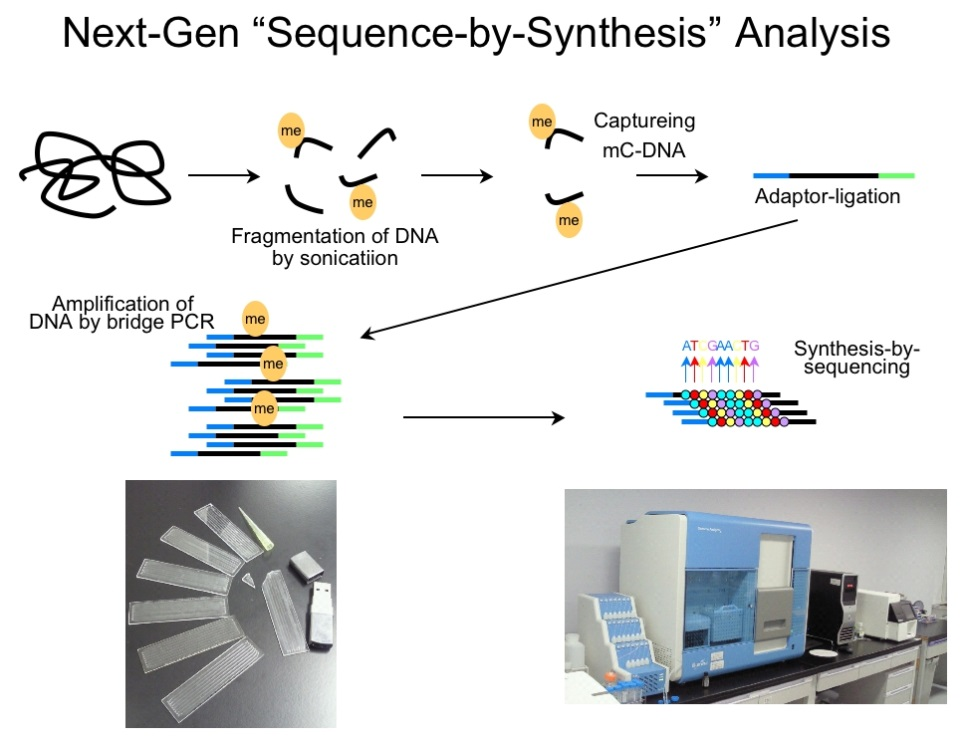 Next-Gen “Sequence-by-Synthesis” Analysis
me
me
Fragmentation of DNA
by sonicatiion
me
me
Captureing
mC-DNA
Adaptor-ligation
Amplification of
DNA by bridge PCR
me
me
me
ATCGAACTG
Synthesis-by-
sequencing